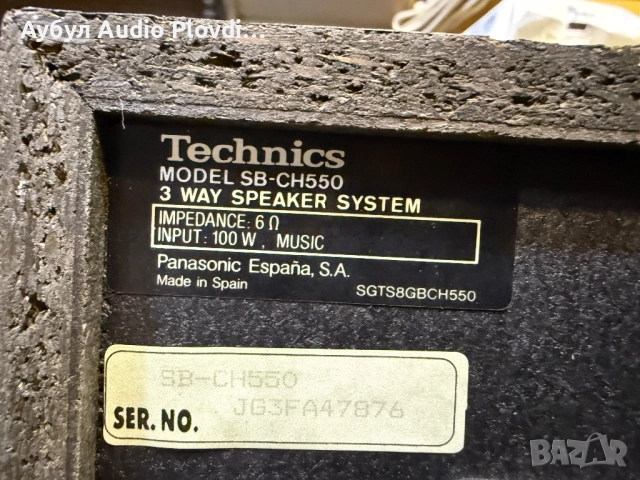 Аубул Audio Plovdi...
Technics
MODEL SB-CH550
3 WAY SPEAKER SYSTEM
IMPEDANCE: 6 Ω
INPUT: 100 W. MUSIC
Panasonic España, S.A.
Made in Spain
SGTS8GBCH550
SB-CH550
JG3FA47876
SER.NO.
BAZAR